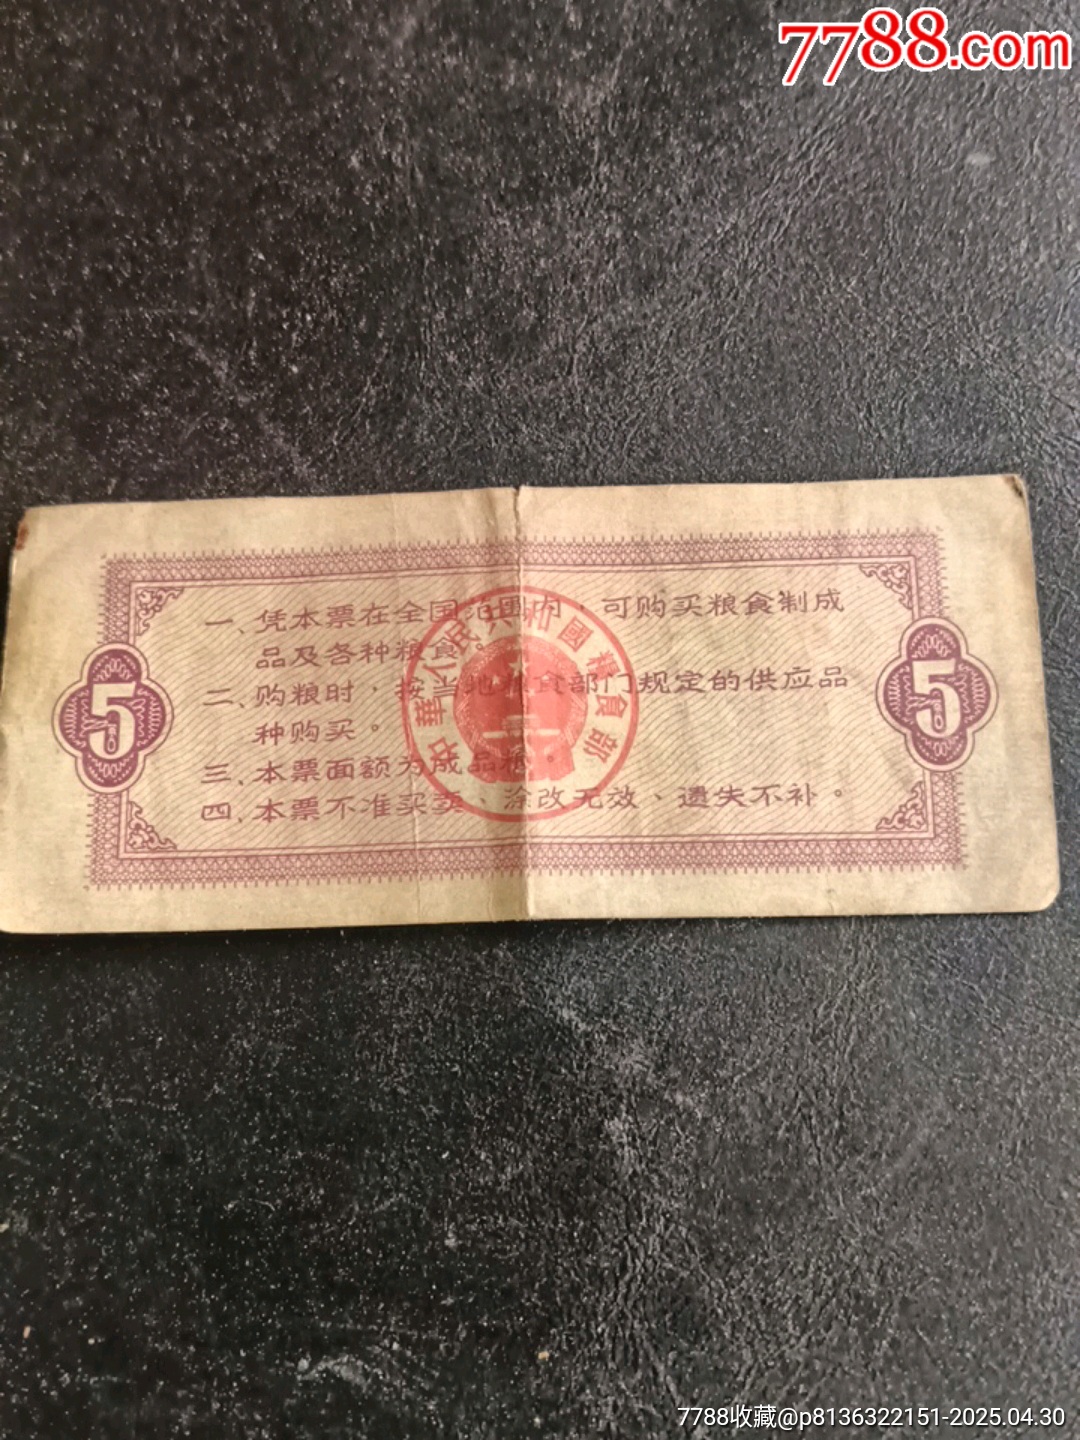 7788.com
一、凭本票在全国范围内，可购买粮食制成
品及各种粮食。
二、购粮时，按当地粮食部门规定的供应品
种购买。
三、本票面额为成品粮。
四、本票不准买卖、涂改无效、遗失不补。
5
5
中華人民共和國糧食部
7788收藏@p8136322151-2025.04.30